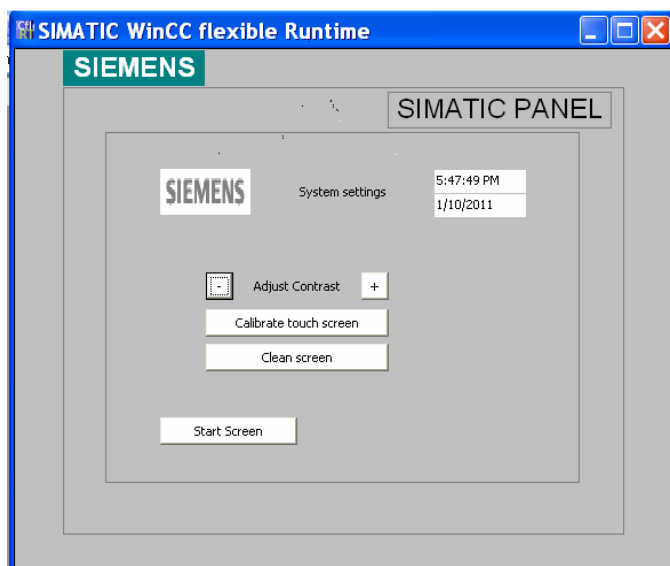 SIMATIC WinCC flexible Runtime
SIEMENS
SIMATIC PANEL
SIEMENS
System settings
5:47:49 PM
1/10/2011
- Adjust Contrast +
Calibrate touch screen
Clean screen
Start Screen